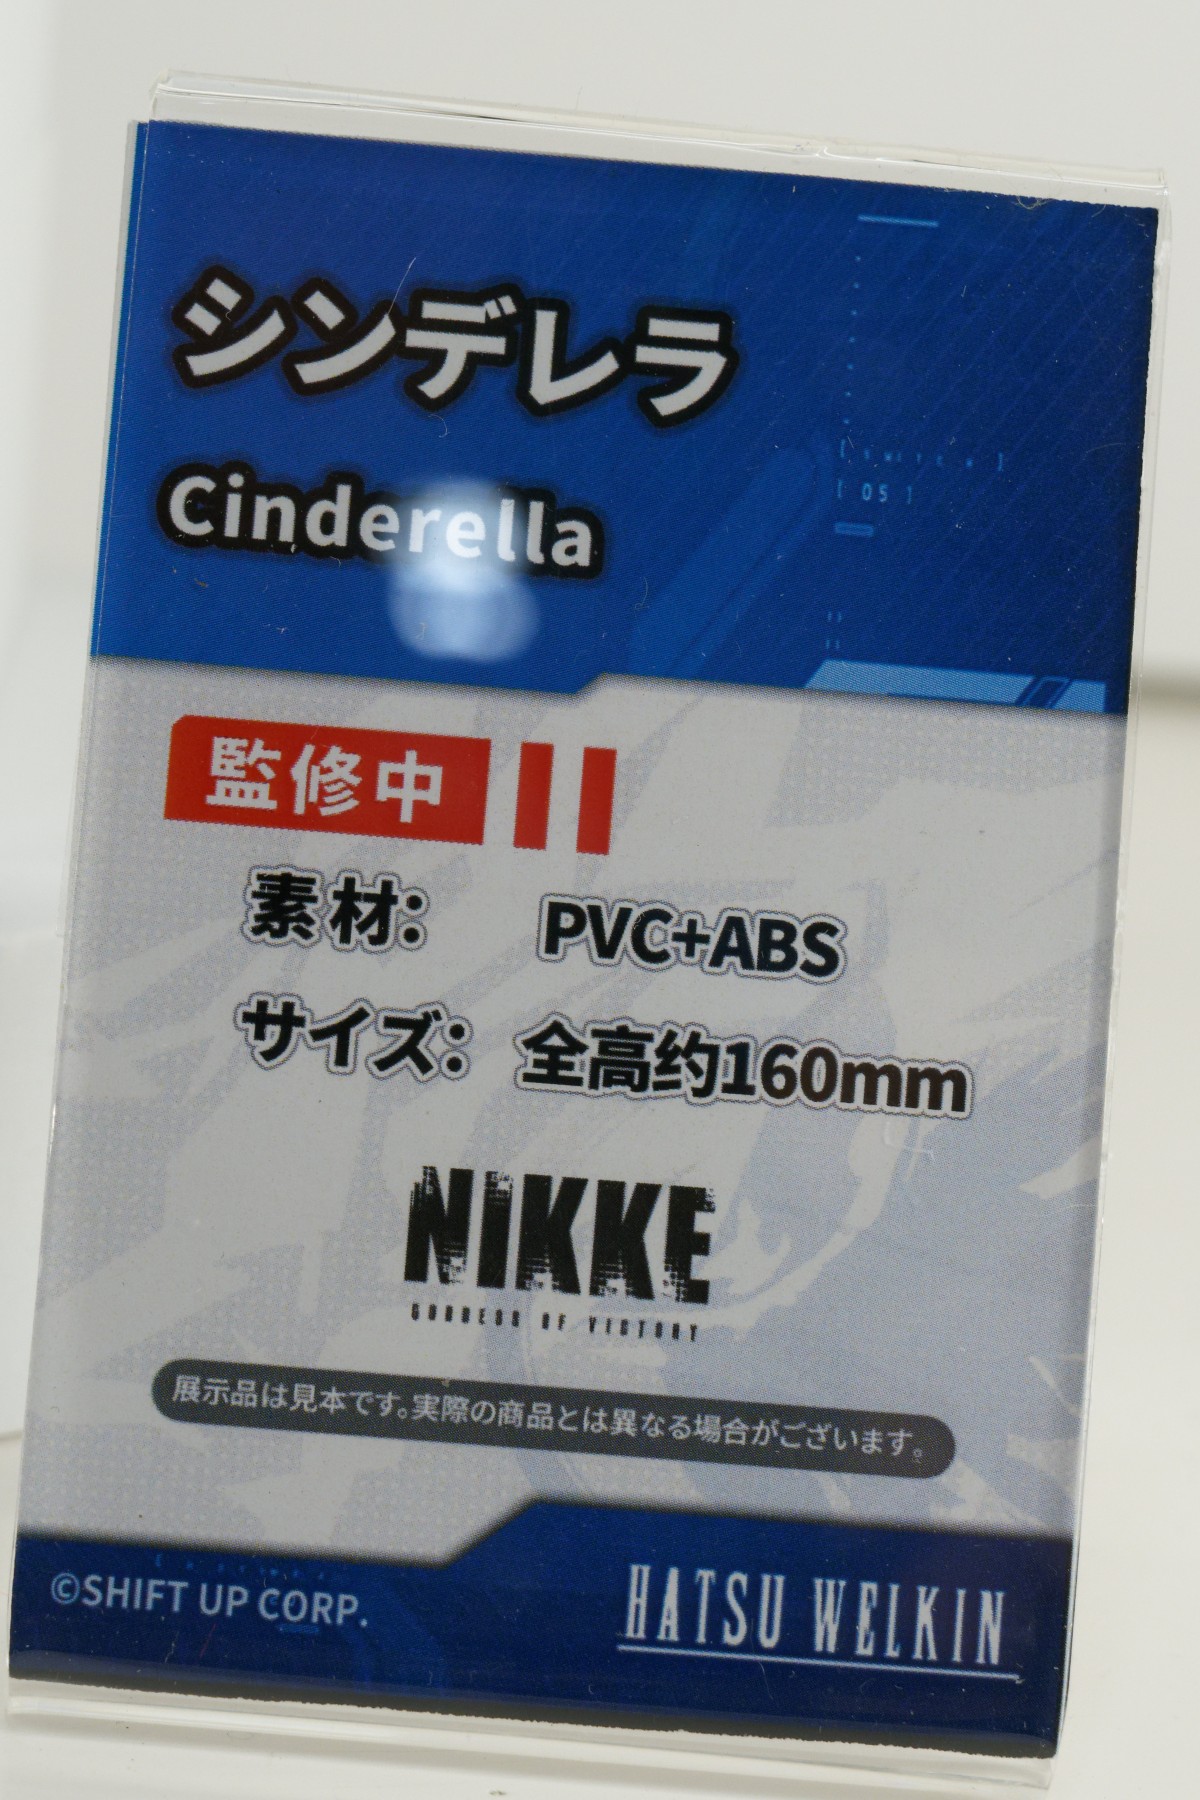 シンデレラ
Cinderella
[ 05 ]
監修中
素材: PVC+ABS
サイズ: 全高约160mm
NIKKE
GODDESS OF VICTORY
展示品は見本です。実際の商品とは異なる場合がございます。
©SHIFT UP CORP.
HATSU WELKIN